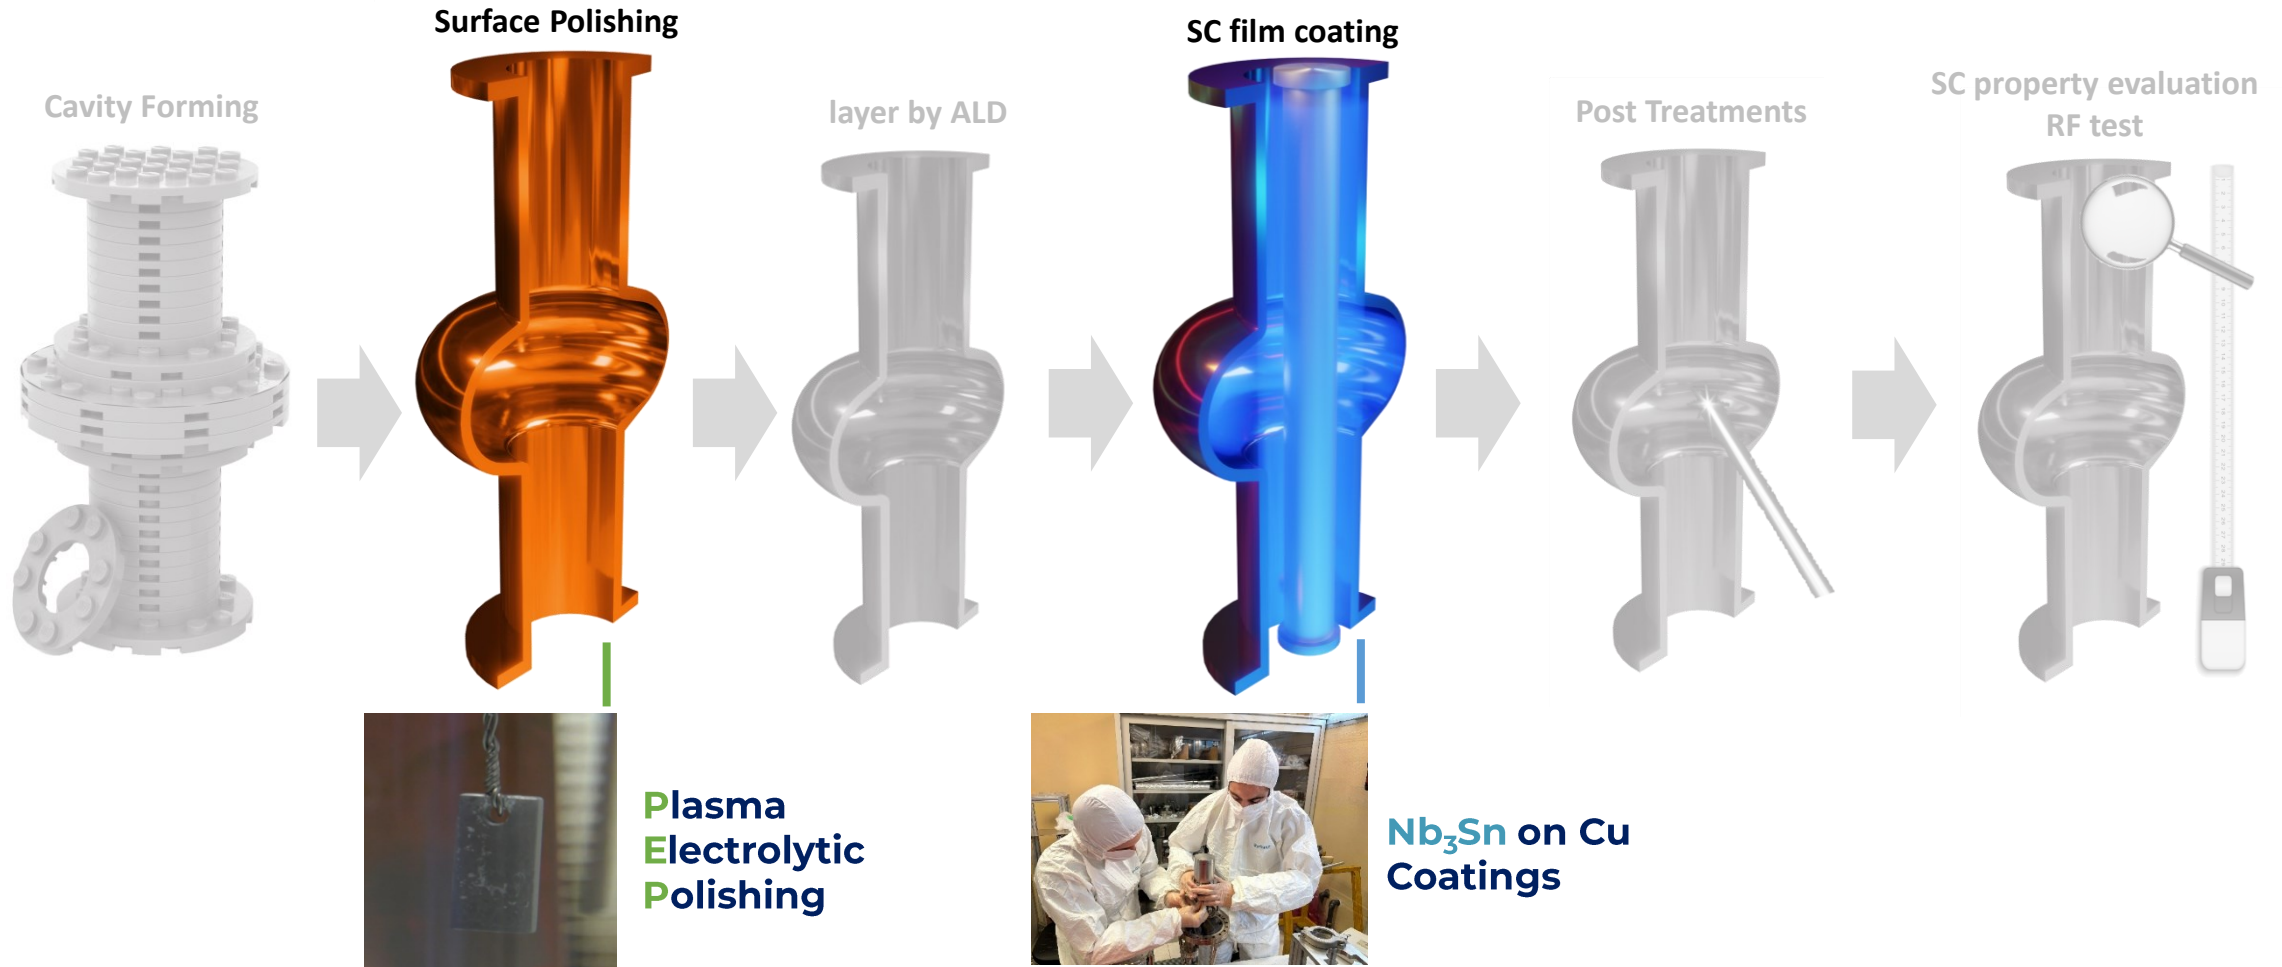 Surface Polishing
SC film coating
Cavity Forming
layer by ALD
Post Treatments
SC property evaluation
RF test
Plasma
Electrolytic
Polishing
Nb₃Sn on Cu
Coatings